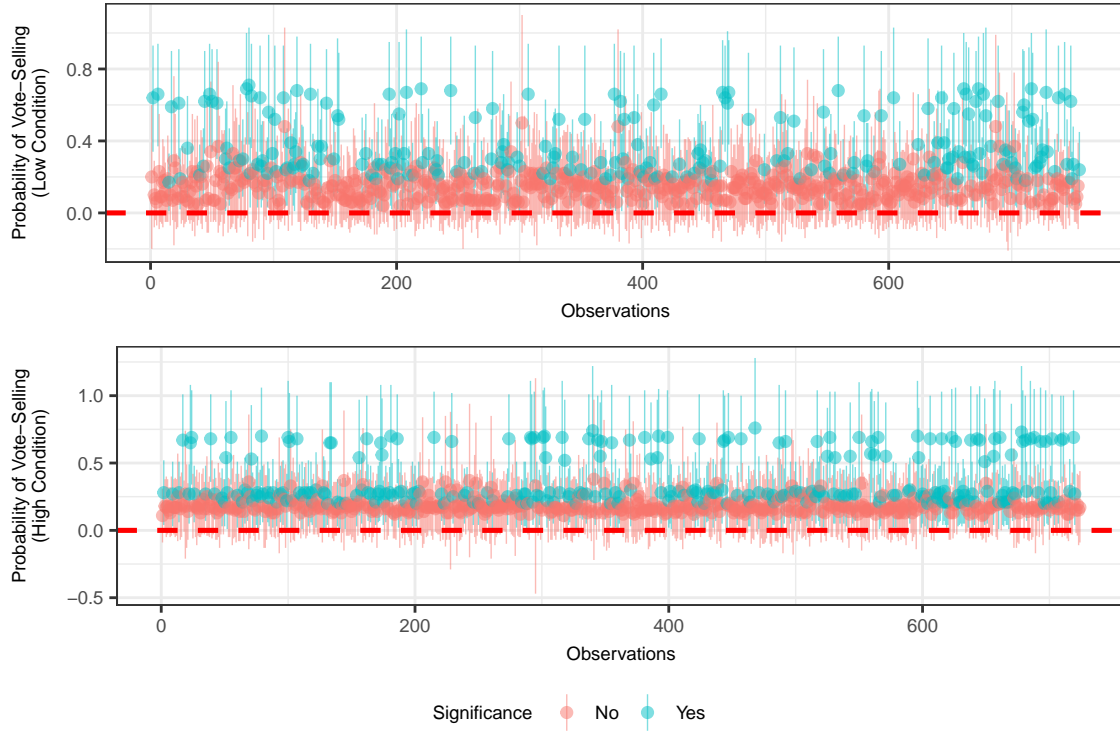 Probability of Vote−Selling
(Low Condition)
0.8
0.4
0.0
0
200
400
600
Observations
Probability of Vote−Selling
(High Condition)
1.0
0.5
0.0
−0.5
0
200
400
600
Observations
Significance No Yes